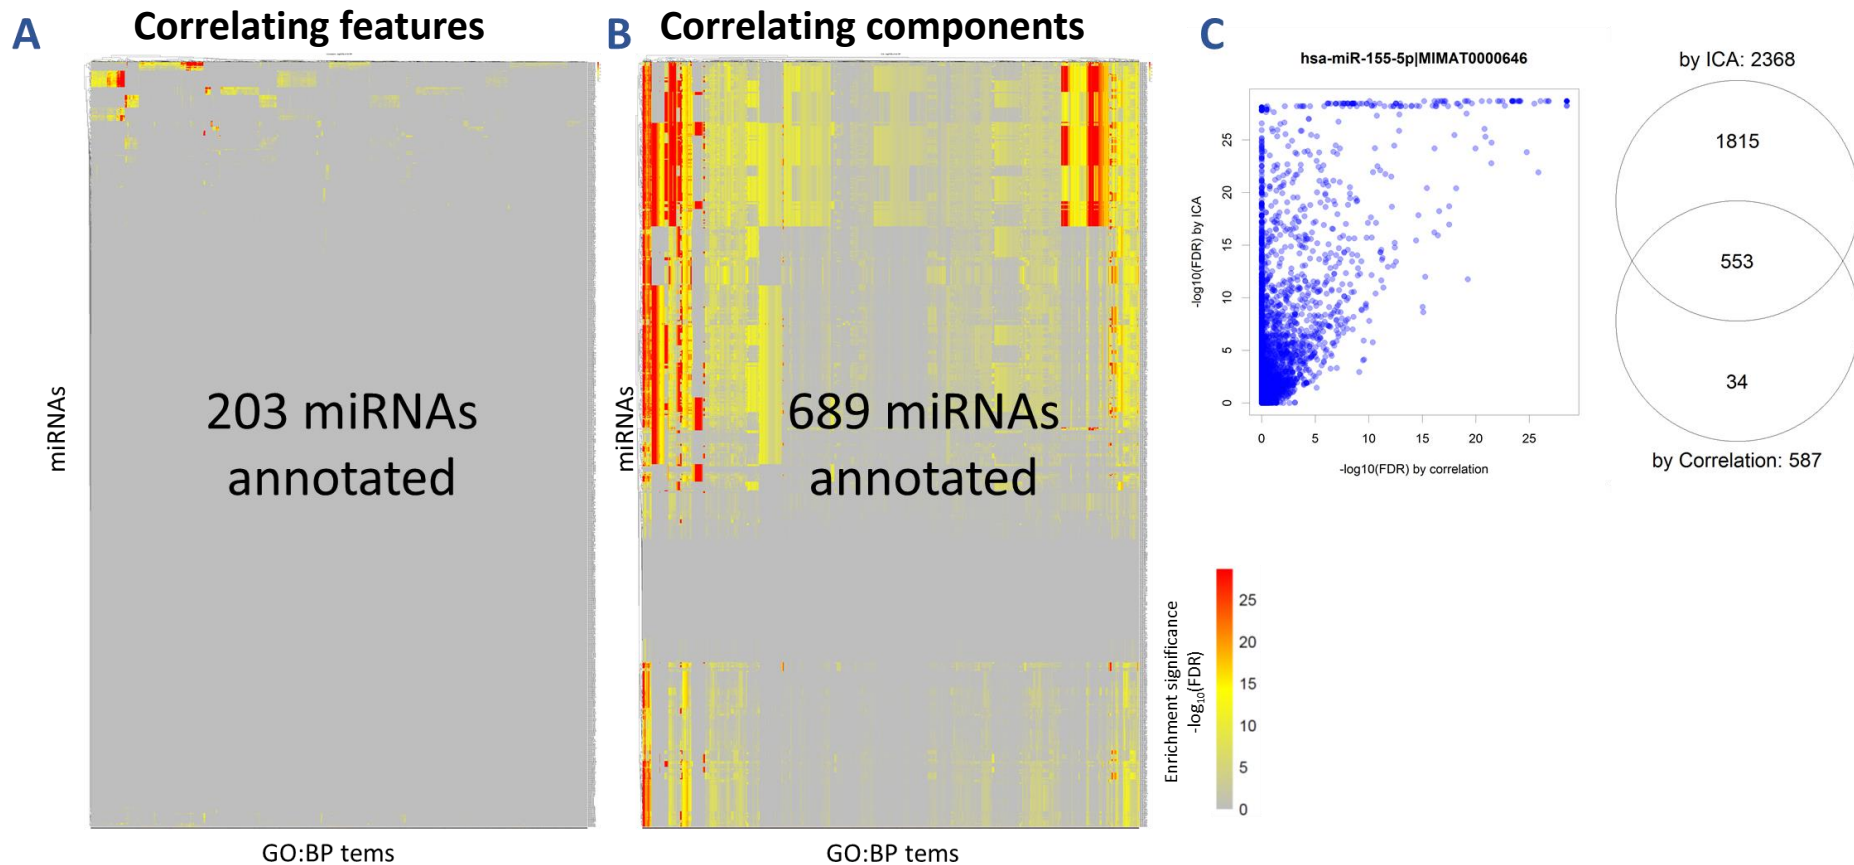 A
Correlating features
miRNAs
203 miRNAs
annotated
GO:BP tems
B
Correlating components
miRNAs
689 miRNAs
annotated
GO:BP tems
Enrichment significance
-log10(FDR)
25
20
15
10
5
0
C
hsa-miR-155-5p|MIMAT0000646
-log10(FDR) by ICA
25
20
15
10
5
0
0 5 10 15 20 25
-log10(FDR) by correlation
by ICA: 2368
1815
553
34
by Correlation: 587